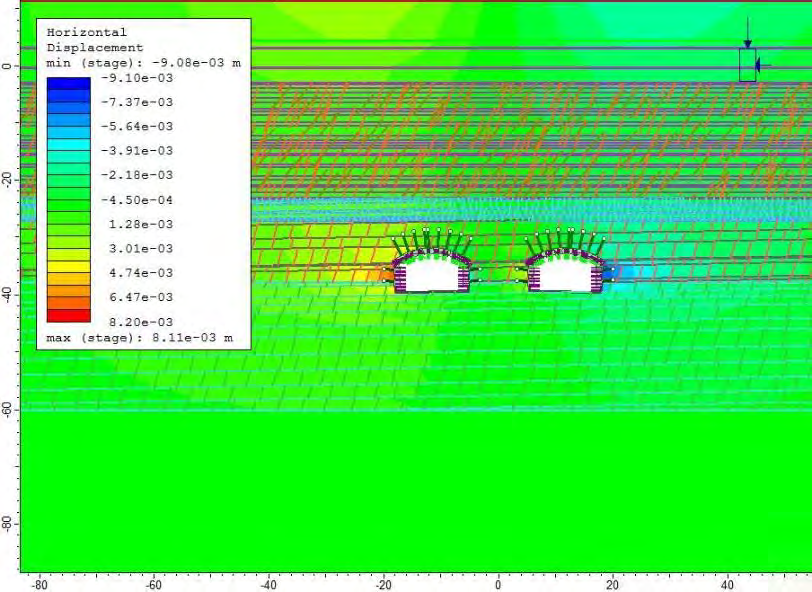 Horizontal
Displacement
min (stage): -9.08e-03 m
-9.10e-03
-7.37e-03
-5.64e-03
-3.91e-03
-2.18e-03
-4.50e-04
1.28e-03
3.01e-03
4.74e-03
6.47e-03
8.20e-03
max (stage): 8.11e-03 m
0
-20
-40
-60
-80
-80 -60 -40 -20 0 20 40